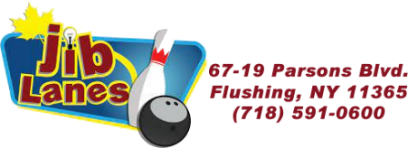 jib
Lanes
67-19 Parsons Blvd.
Flushing, NY 11365
(718) 591-0600